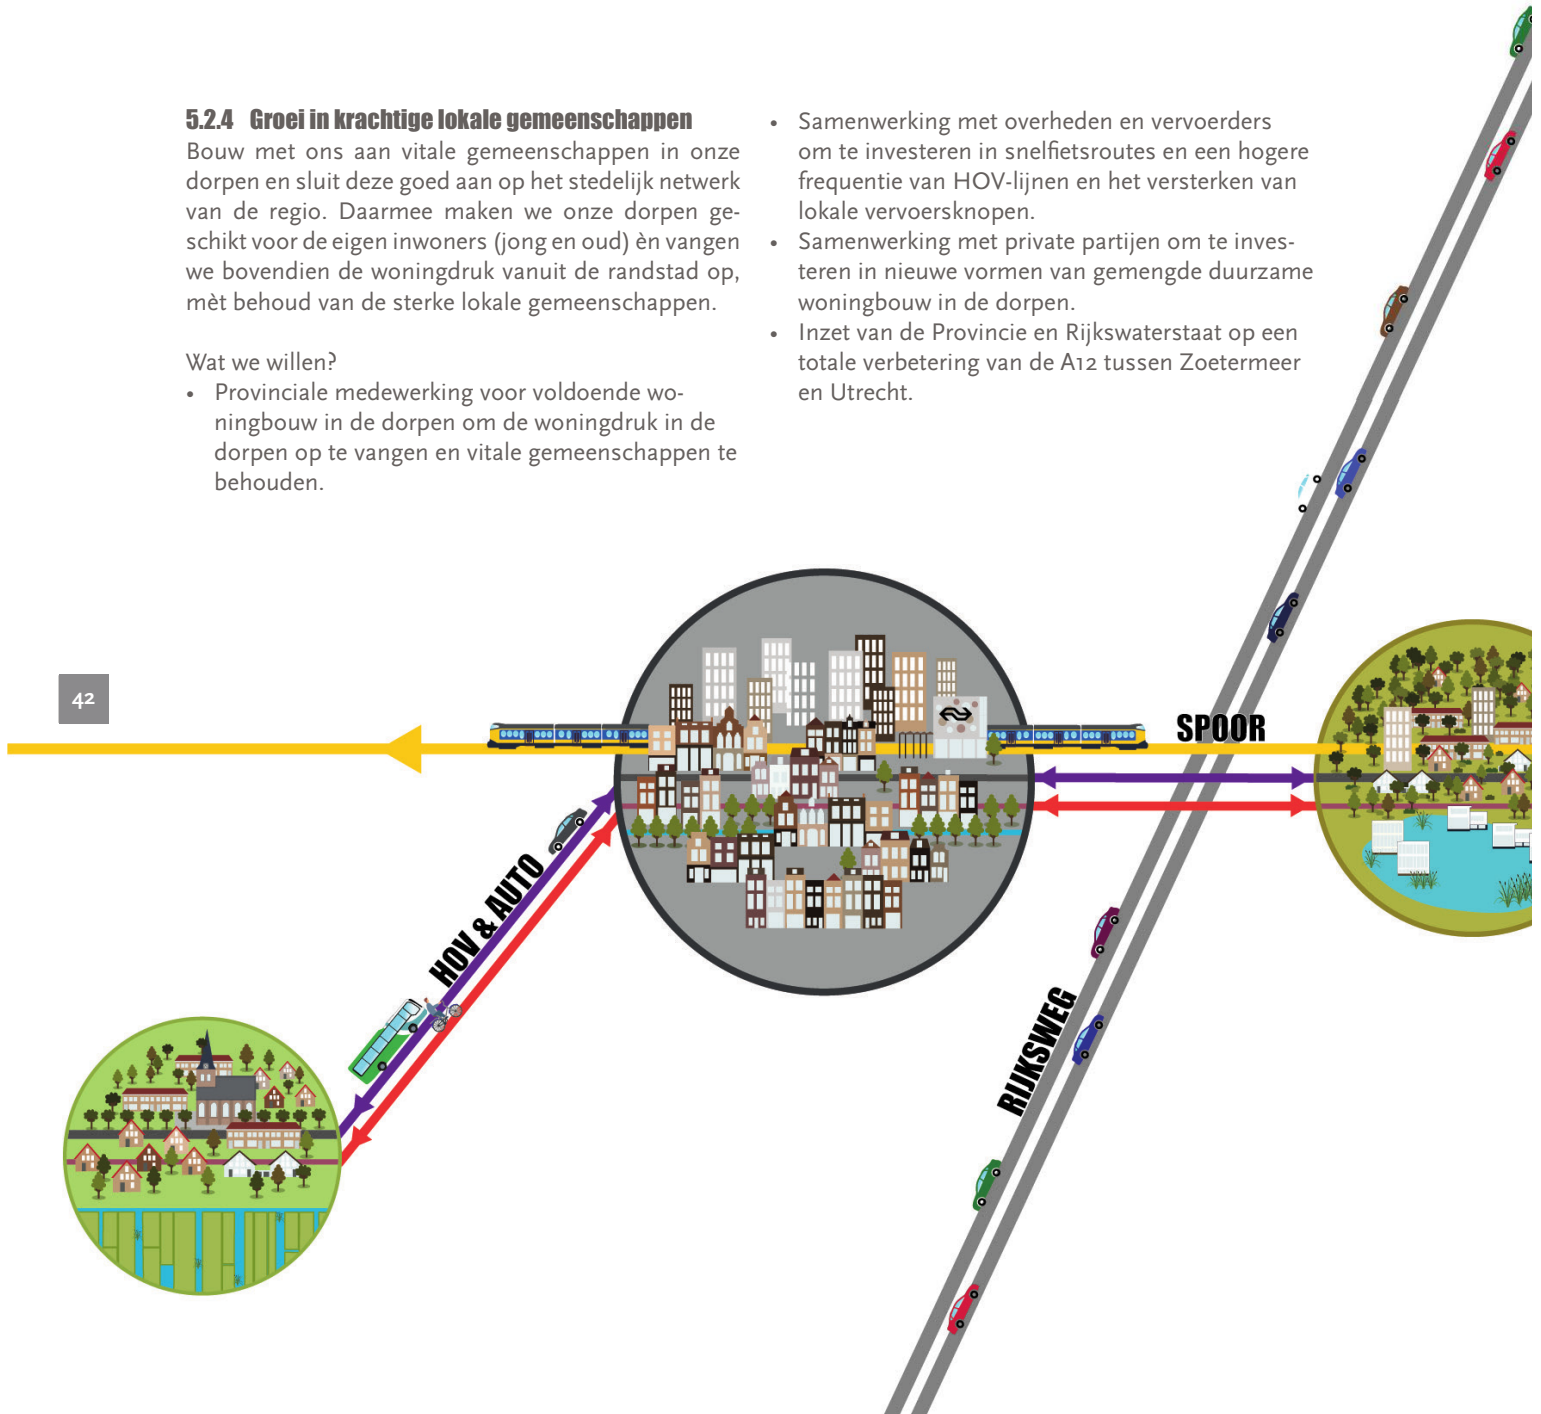 5.2.4 Groei in krachtige lokale gemeenschappen
Bouw met ons aan vitale gemeenschappen in onze
dorpen en sluit deze goed aan op het stedelijk netwerk
van de regio. Daarmee maken we onze dorpen ge-
schikt voor de eigen inwoners (jong en oud) èn vangen
we bovendien de woningdruk vanuit de randstad op,
mèt behoud van de sterke lokale gemeenschappen.
Wat we willen?
• Provinciale medewerking voor voldoende wo-
ningbouw in de dorpen om de woningdruk in de
dorpen op te vangen en vitale gemeenschappen te
behouden.
• Samenwerking met overheden en vervoerders
om te investeren in snelfietsroutes en een hogere
frequentie van HOV-lijnen en het versterken van
lokale vervoersknopen.
• Samenwerking met private partijen om te inves-
teren in nieuwe vormen van gemengde duurzame
woningbouw in de dorpen.
• Inzet van de Provincie en Rijkswaterstaat op een
totale verbetering van de A12 tussen Zoetermeer
en Utrecht.
42
SPOOR
HOV & AUTO
RIJKSWEG